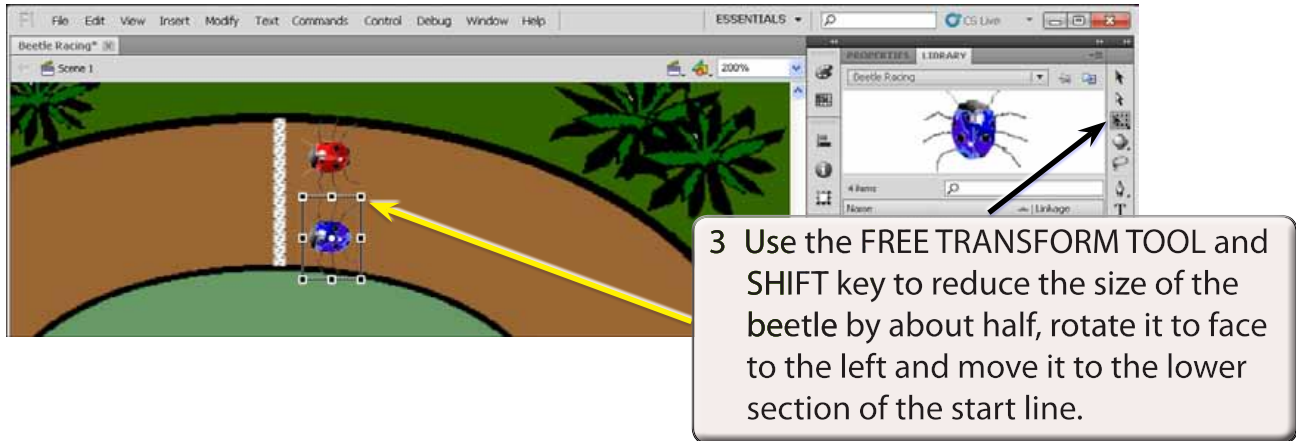 Fl File Edit View Insert Modify Text Commands Control Debug Window Help ESSENTIALS CS Live
Beetle Racing*
Scene 1 200%
PROPERTIES LIBRARY
Beetle Racing
4 items
Name Linkage
T
3 Use the FREE TRANSFORM TOOL and
SHIFT key to reduce the size of the
beetle by about half, rotate it to face
to the left and move it to the lower
section of the start line.